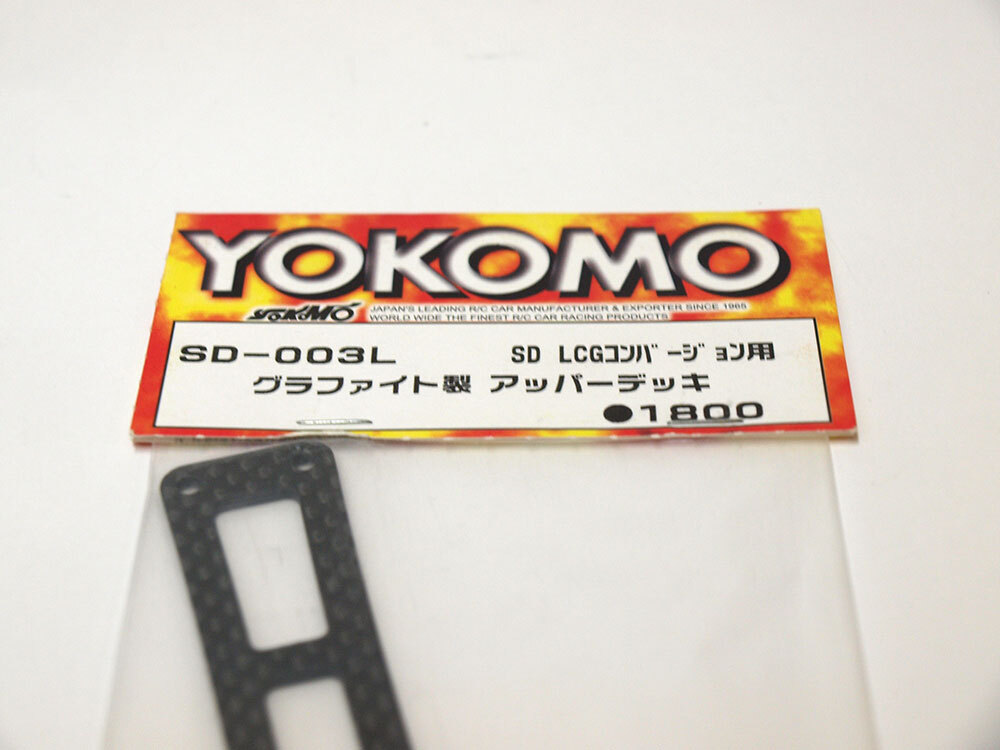 YOKOMO
YOKOMO JAPAN'S LEADING R/C CAR MANUFACTURER & EXPORTER SINCE 1965
WORLD WIDE THE FINEST R/C CAR RACING PRODUCTS
SD-003L SD LCGｺﾝﾊﾞｰｼﾞｮﾝ用
グラファイト製 アッパーデッキ
●1800